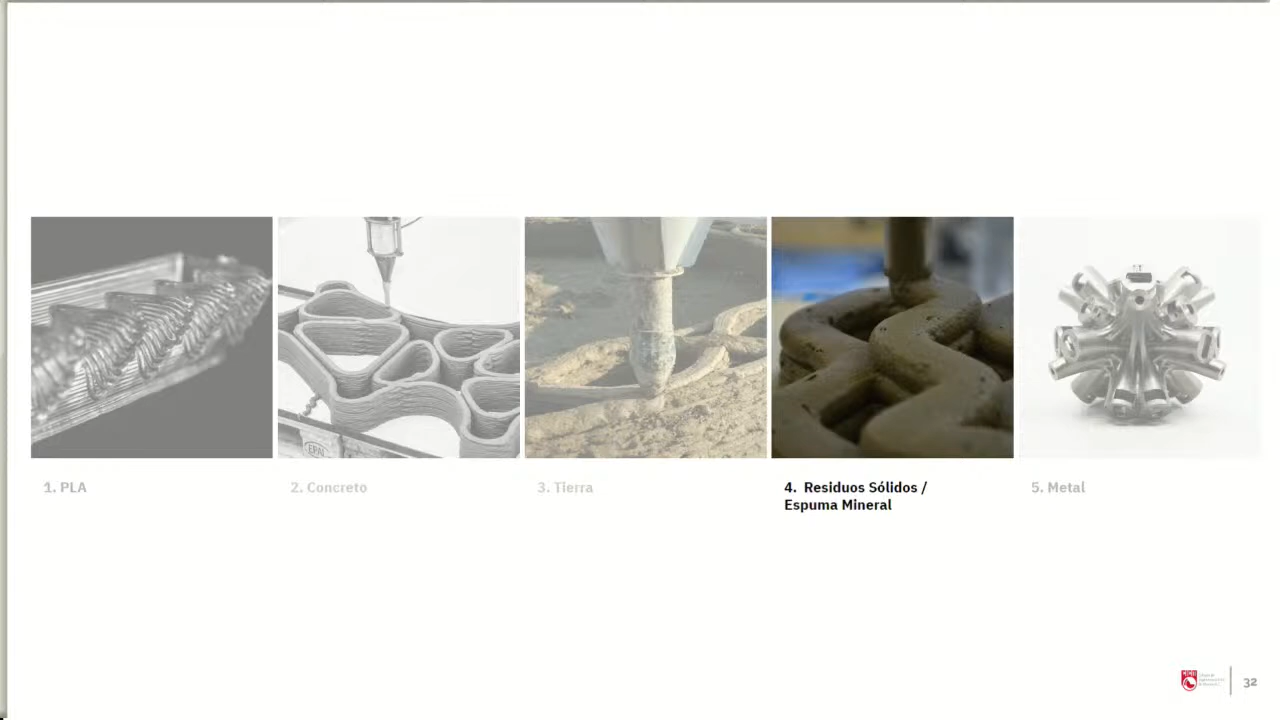 1. PLA
2. Concreto
3. Tierra
4. Residuos Sólidos /
Espuma Mineral
5. Metal
32